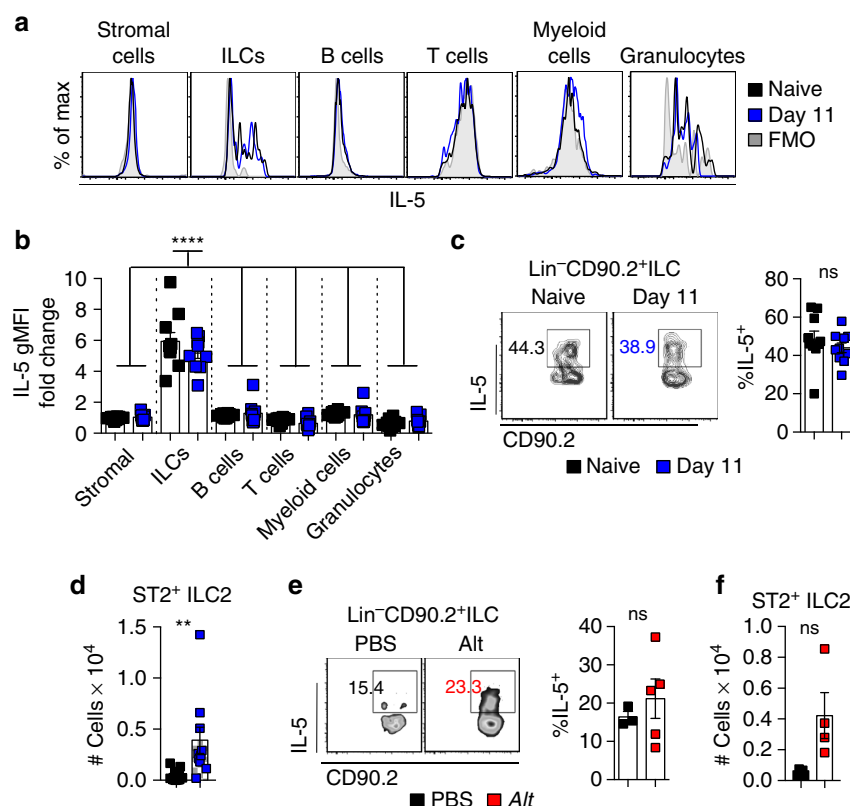 a
Stromal cells
ILCs
B cells
T cells
Myeloid cells
Granulocytes
% of max
IL-5
Naive
Day 11
FMO
b
****
IL-5 gMFI fold change
10
8
6
4
2
0
Stromal
ILCs
B cells
T cells
Myeloid cells
Granulocytes
c
Lin⁻CD90.2⁺ILC
Naive
Day 11
44.3
38.9
IL-5
CD90.2
ns
%IL-5⁺
80
60
40
20
0
Naive
Day 11
d
ST2⁺ ILC2
**
# Cells × 10⁴
1.5
1.0
0.5
0.0
e
Lin⁻CD90.2⁺ILC
PBS
Alt
15.4
23.3
IL-5
CD90.2
ns
%IL-5⁺
40
30
20
10
0
PBS
Alt
f
ST2⁺ ILC2
ns
# Cells × 10⁴
1.0
0.8
0.6
0.4
0.2
0.0